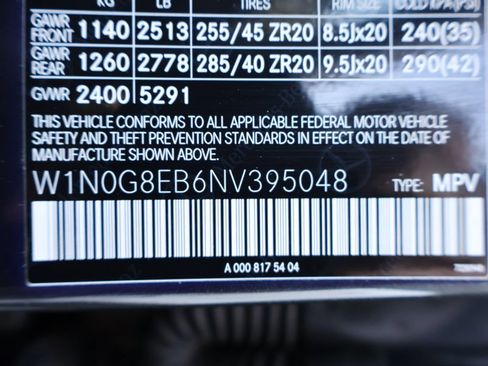 KG LB TIRES RIM SIZE COLD KPA(PSI)
GAWR FRONT 1140 2513 255/45 ZR20 8.5Jx20 240(35)
GAWR REAR 1260 2778 285/40 ZR20 9.5Jx20 290(42)
GVWR 2400 5291
THIS VEHICLE CONFORMS TO ALL APPLICABLE FEDERAL MOTOR VEHICLE
SAFETY AND THEFT PREVENTION STANDARDS IN EFFECT ON THE DATE OF
MANUFACTURE SHOWN ABOVE.
W1N0G8EB6NV395048 TYPE: MPV
A 000 817 54 04